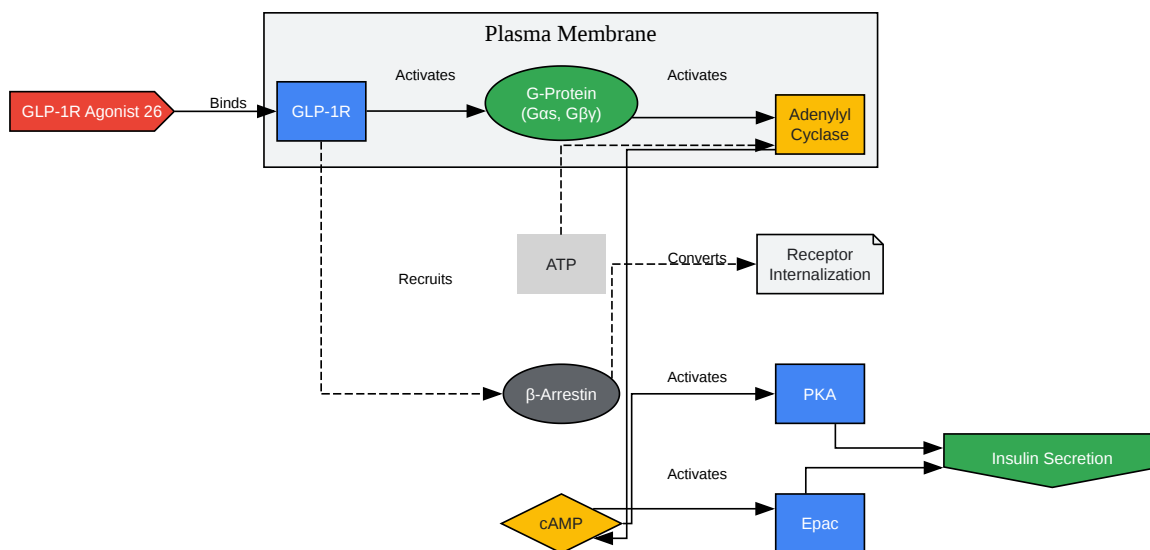 Plasma Membrane
GLP-1R Agonist 26
Binds
GLP-1R
Activates
G-Protein
(Gαs, Gβγ)
Activates
Adenylyl
Cyclase
ATP
Converts
Receptor
Internalization
Recruits
β-Arrestin
Activates
PKA
Insulin Secretion
Activates
cAMP
Epac